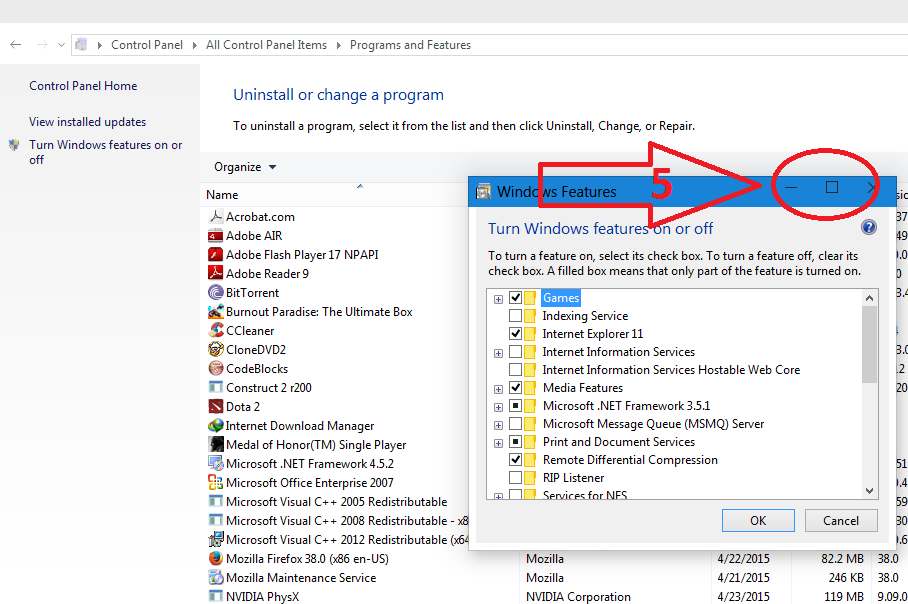 Control Panel All Control Panel Items Programs and Features
Control Panel Home
View installed updates
Turn Windows features on or
off
Uninstall or change a program
To uninstall a program, select it from the list and then click Uninstall, Change, or Repair.
Organize
Name
Acrobat.com
Adobe AIR
Adobe Flash Player 17 NPAPI
Adobe Reader 9
BitTorrent
Burnout Paradise: The Ultimate Box
CCleaner
CloneDVD2
CodeBlocks
Construct 2 r200
Dota 2
Internet Download Manager
Medal of Honor(TM) Single Player
Microsoft .NET Framework 4.5.2
Microsoft Office Enterprise 2007
Microsoft Visual C++ 2005 Redistributable
Microsoft Visual C++ 2008 Redistributable - x8
Microsoft Visual C++ 2012 Redistributable (x64
Mozilla Firefox 38.0 (x86 en-US) Mozilla 4/22/2015 82.2 MB 38.0
Mozilla Maintenance Service Mozilla 4/21/2015 246 KB 38.0
NVIDIA PhysX NVIDIA Corporation 4/23/2015 119 MB 9.09.0
Windows Features
5
Turn Windows features on or off
To turn a feature on, select its check box. To turn a feature off, clear its
check box. A filled box means that only part of the feature is turned on.
Games
Indexing Service
Internet Explorer 11
Internet Information Services
Internet Information Services Hostable Web Core
Media Features
Microsoft .NET Framework 3.5.1
Microsoft Message Queue (MSMQ) Server
Print and Document Services
Remote Differential Compression
RIP Listener
Services for NFS
OK Cancel